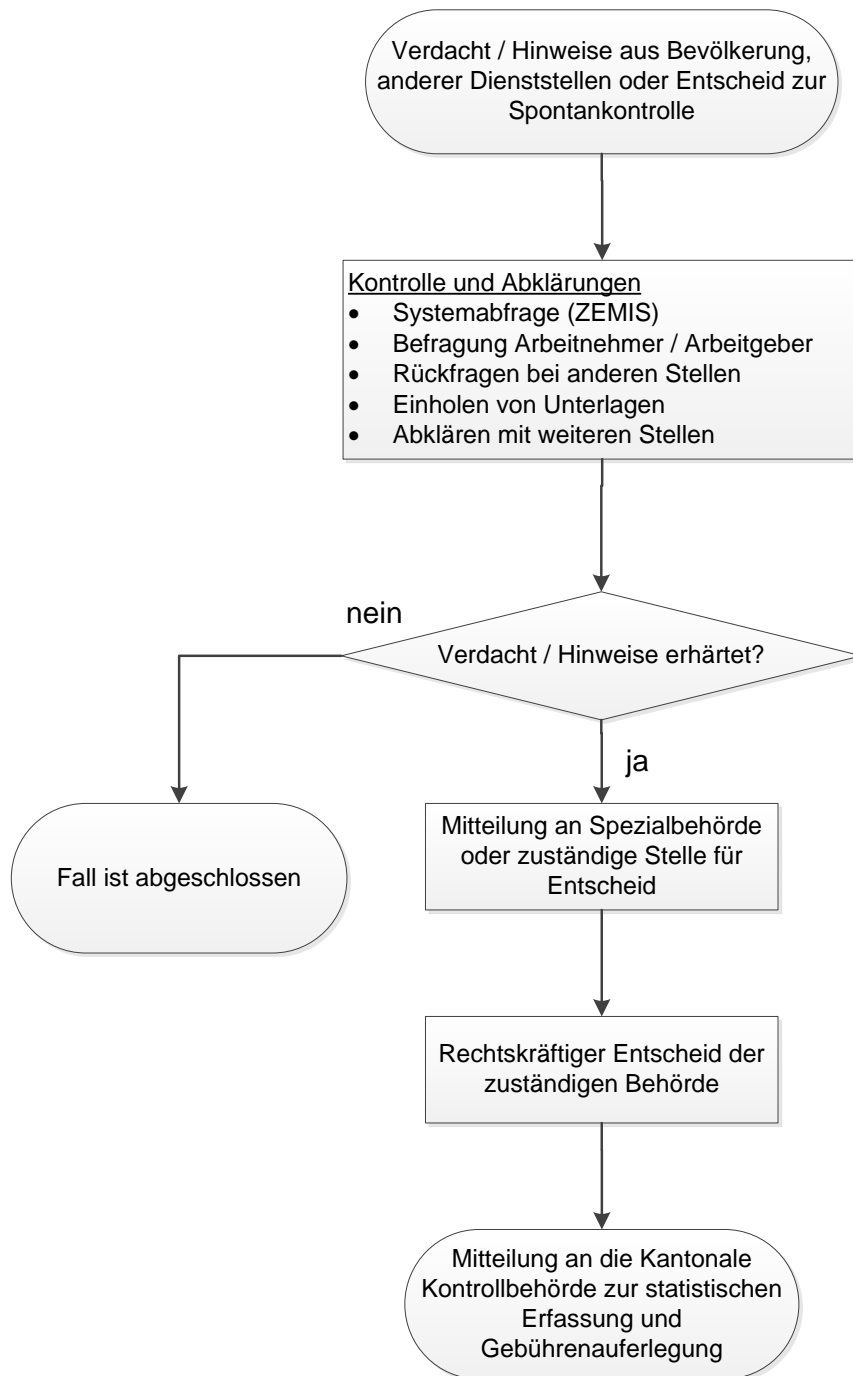 Verdacht / Hinweise aus Bevölkerung,
anderer Dienststellen oder Entscheid zur
Spontankontrolle
Kontrolle und Abklärungen
• Systemabfrage (ZEMIS)
• Befragung Arbeitnehmer / Arbeitgeber
• Rückfragen bei anderen Stellen
• Einholen von Unterlagen
• Abklären mit weiteren Stellen
nein
Verdacht / Hinweise erhärtet?
ja
Mitteilung an Spezialbehörde
oder zuständige Stelle für
Entscheid
Fall ist abgeschlossen
Rechtskräftiger Entscheid der
zuständigen Behörde
Mitteilung an die Kantonale
Kontrollbehörde zur statistischen
Erfassung und
Gebührenauferlegung